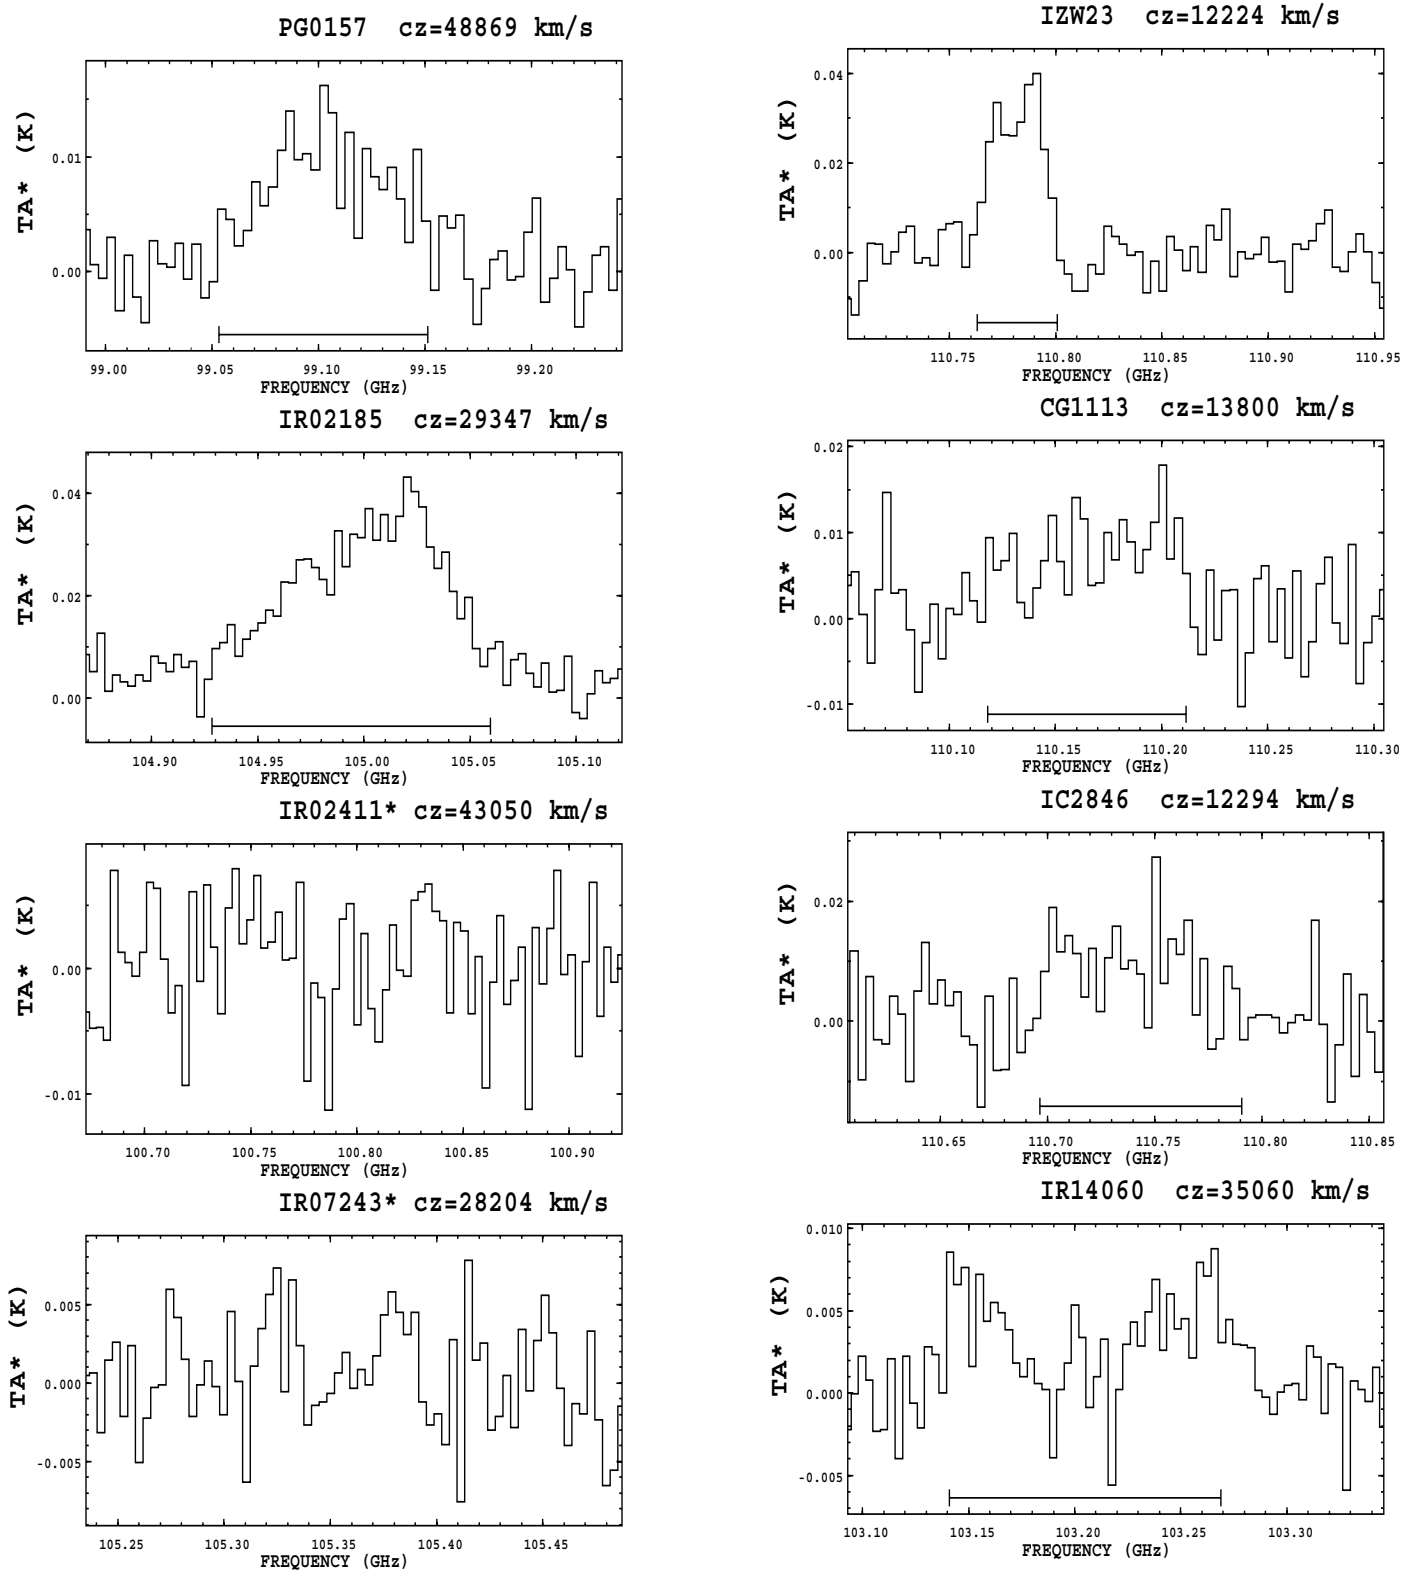 PG0157 cz=48869 km/s
TA* (K)
0.01
0.00
99.00 99.05 99.10 99.15 99.20
FREQUENCY (GHz)
IR02185 cz=29347 km/s
TA* (K)
0.04
0.02
0.00
104.90 104.95 105.00 105.05 105.10
FREQUENCY (GHz)
IR02411* cz=43050 km/s
TA* (K)
0.00
-0.01
100.70 100.75 100.80 100.85 100.90
FREQUENCY (GHz)
IR07243* cz=28204 km/s
TA* (K)
0.005
0.000
-0.005
105.25 105.30 105.35 105.40 105.45
FREQUENCY (GHz)
IZW23 cz=12224 km/s
TA* (K)
0.04
0.02
0.00
110.75 110.80 110.85 110.90 110.95
FREQUENCY (GHz)
CG1113 cz=13800 km/s
TA* (K)
0.02
0.01
0.00
-0.01
110.10 110.15 110.20 110.25 110.30
FREQUENCY (GHz)
IC2846 cz=12294 km/s
TA* (K)
0.02
0.00
110.65 110.70 110.75 110.80 110.85
FREQUENCY (GHz)
IR14060 cz=35060 km/s
TA* (K)
0.010
0.005
0.000
-0.005
103.10 103.15 103.20 103.25 103.30
FREQUENCY (GHz)